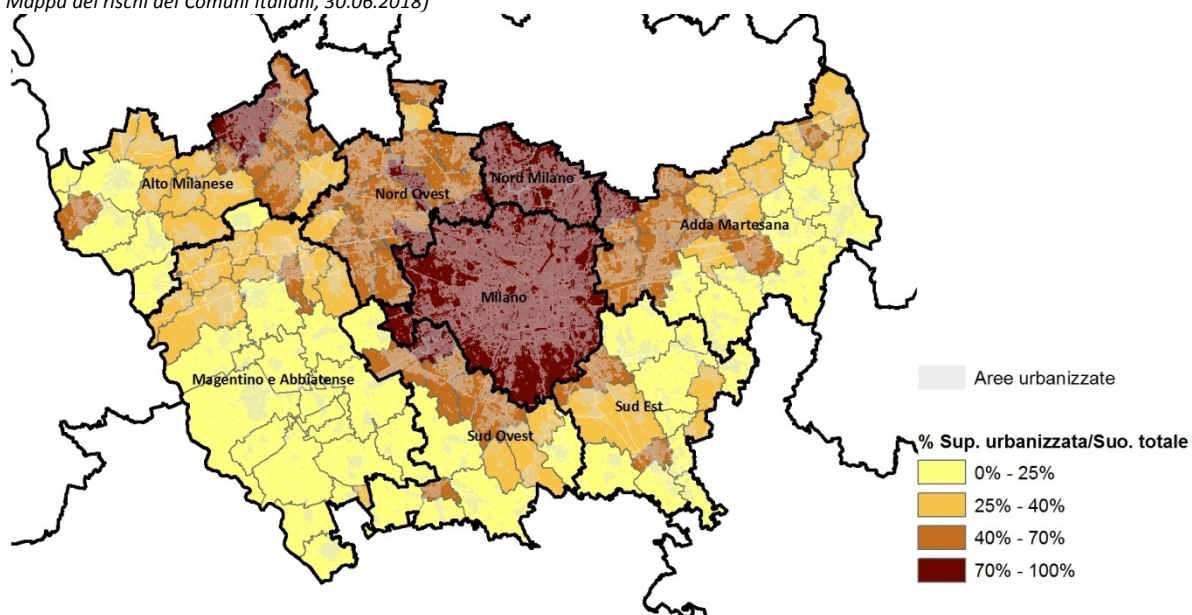 Mappa dei rischi dei Comuni Italiani, 30.06.2018)
Alto Milanese
Nord Ovest
Nord Milano
Adda Martesana
Milano
Magentino e Abbiatense
Sud Ovest
Sud Est
Aree urbanizzate
% Sup. urbanizzata/Suo. totale
0% - 25%
25% - 40%
40% - 70%
70% - 100%